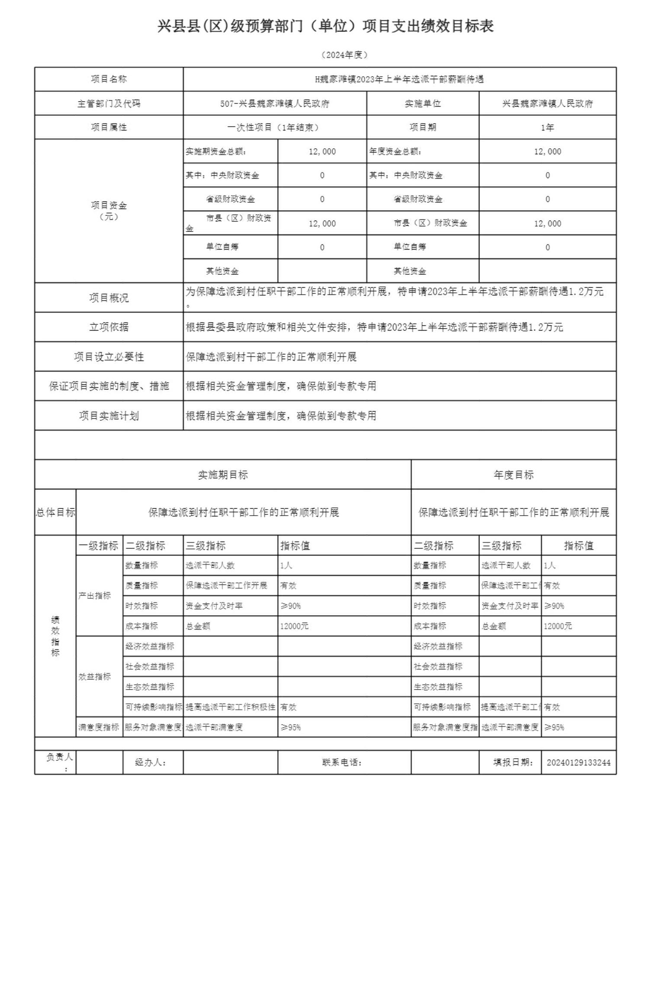 兴县县(区)级预算部门（单位）项目支出绩效目标表
（2024年度）
项目名称 H魏家滩镇2023年上半年选派干部薪酬待遇
主管部门及代码 507-兴县魏家滩镇人民政府 实施单位 兴县魏家滩镇人民政府
项目属性 一次性项目（1年结束） 项目期 1年
项目资金
（元）
实施期资金总额： 12,000 年度资金总额： 12,000
其中：中央财政资金 0 其中：中央财政资金 0
省级财政资金 0 省级财政资金 0
市县（区）财政资
金 12,000 市县（区）财政资金 12,000
单位自筹 0 单位自筹 0
其他资金 其他资金
项目概况 为保障选派到村任职干部工作的正常顺利开展，特申请2023年上半年选派干部薪酬待遇1.2万元
。
立项依据 根据县委县政府政策和相关文件安排，特申请2023年上半年选派干部薪酬待遇1.2万元
项目设立必要性 保障选派到村干部工作的正常顺利开展
保证项目实施的制度、措施 根据相关资金管理制度，确保做到专款专用
项目实施计划 根据相关资金管理制度，确保做到专款专用
实施期目标 年度目标
总体目标 保障选派到村任职干部工作的正常顺利开展 保障选派到村任职干部工作的正常顺利开展
绩
效
指
标
一级指标 二级指标 三级指标 指标值 二级指标 三级指标 指标值
产出指标
数量指标 选派干部人数 1人 数量指标 选派干部人数 1人
质量指标 保障选派干部工作开展 有效 质量指标 保障选派干部工作 有效
时效指标 资金支付及时率 ≥90% 时效指标 资金支付及时率 ≥90%
成本指标 总金额 12000元 成本指标 总金额 12000元
效益指标
经济效益指标 经济效益指标
社会效益指标 社会效益指标
生态效益指标 生态效益指标
可持续影响指标 提高选派干部工作积极性 有效 可持续影响指标 提高选派干部工作 有效
满意度指标 服务对象满意度 选派干部满意度 ≥95% 服务对象满意度指 选派干部满意度 ≥95%
负责人
： 经办人： 联系电话： 填报日期： 20240129133244